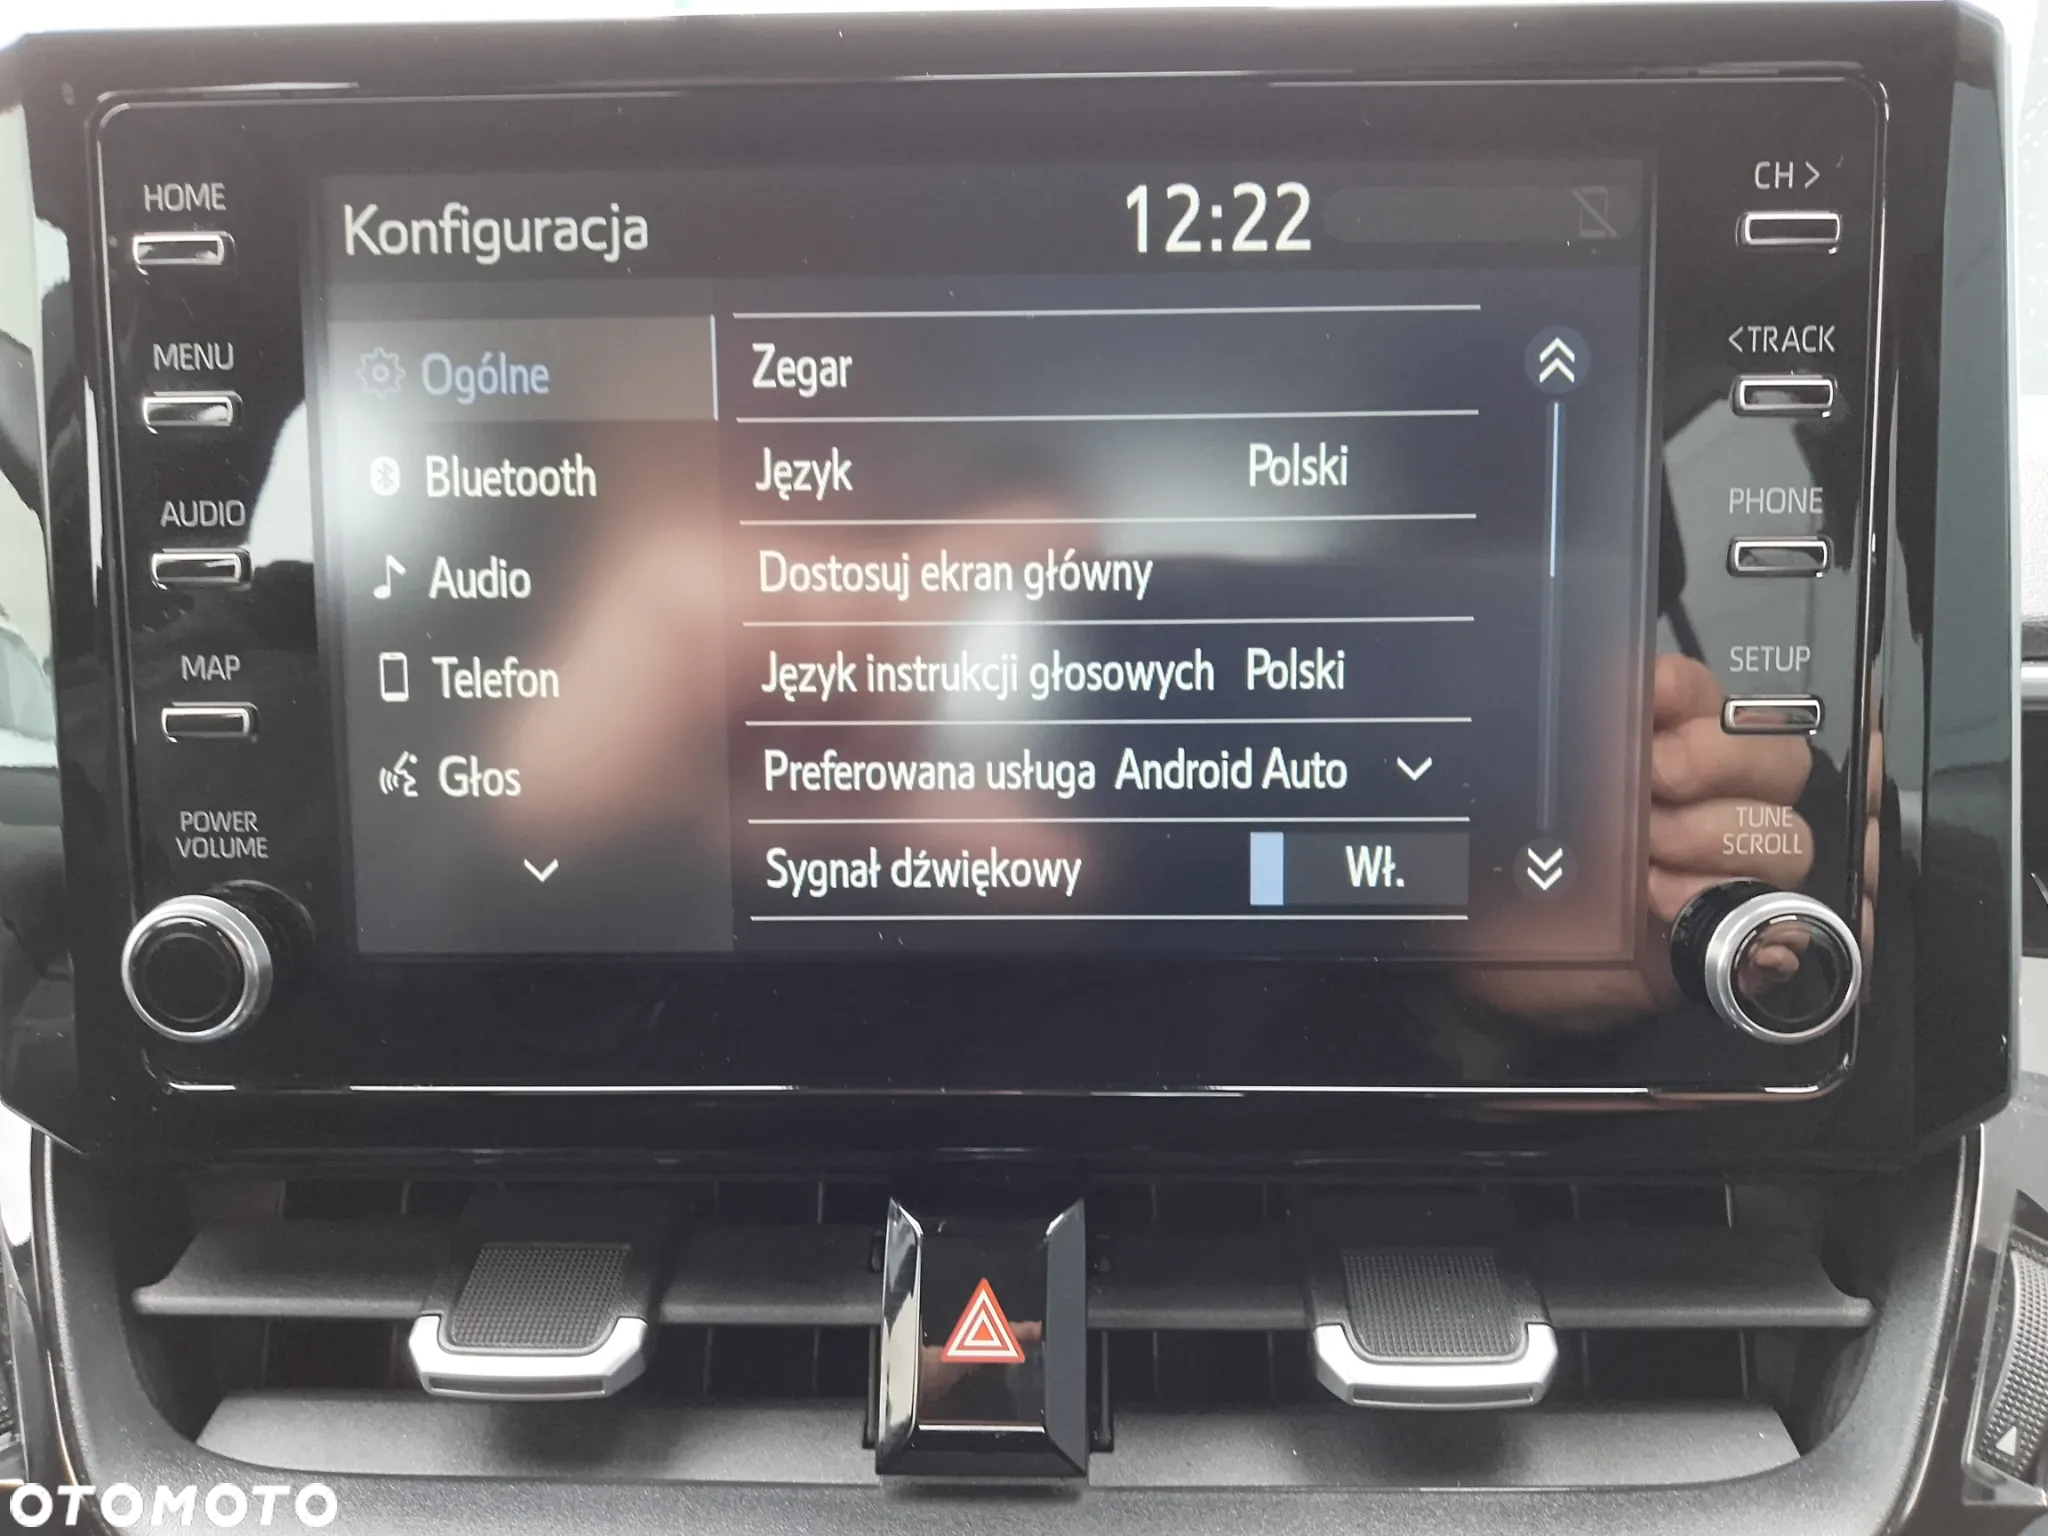 HOME
MENU
AUDIO
MAP
POWER
VOLUME
Konfiguracja 12:22
Ogólne
Bluetooth
Audio
Telefon
Głos
Zegar
Język Polski
Dostosuj ekran główny
Język instrukcji głosowych Polski
Preferowana usługa Android Auto
Sygnał dźwiękowy Wł.
CH >
<TRACK
PHONE
SETUP
TUNE
SCROLL
OTOMOTO